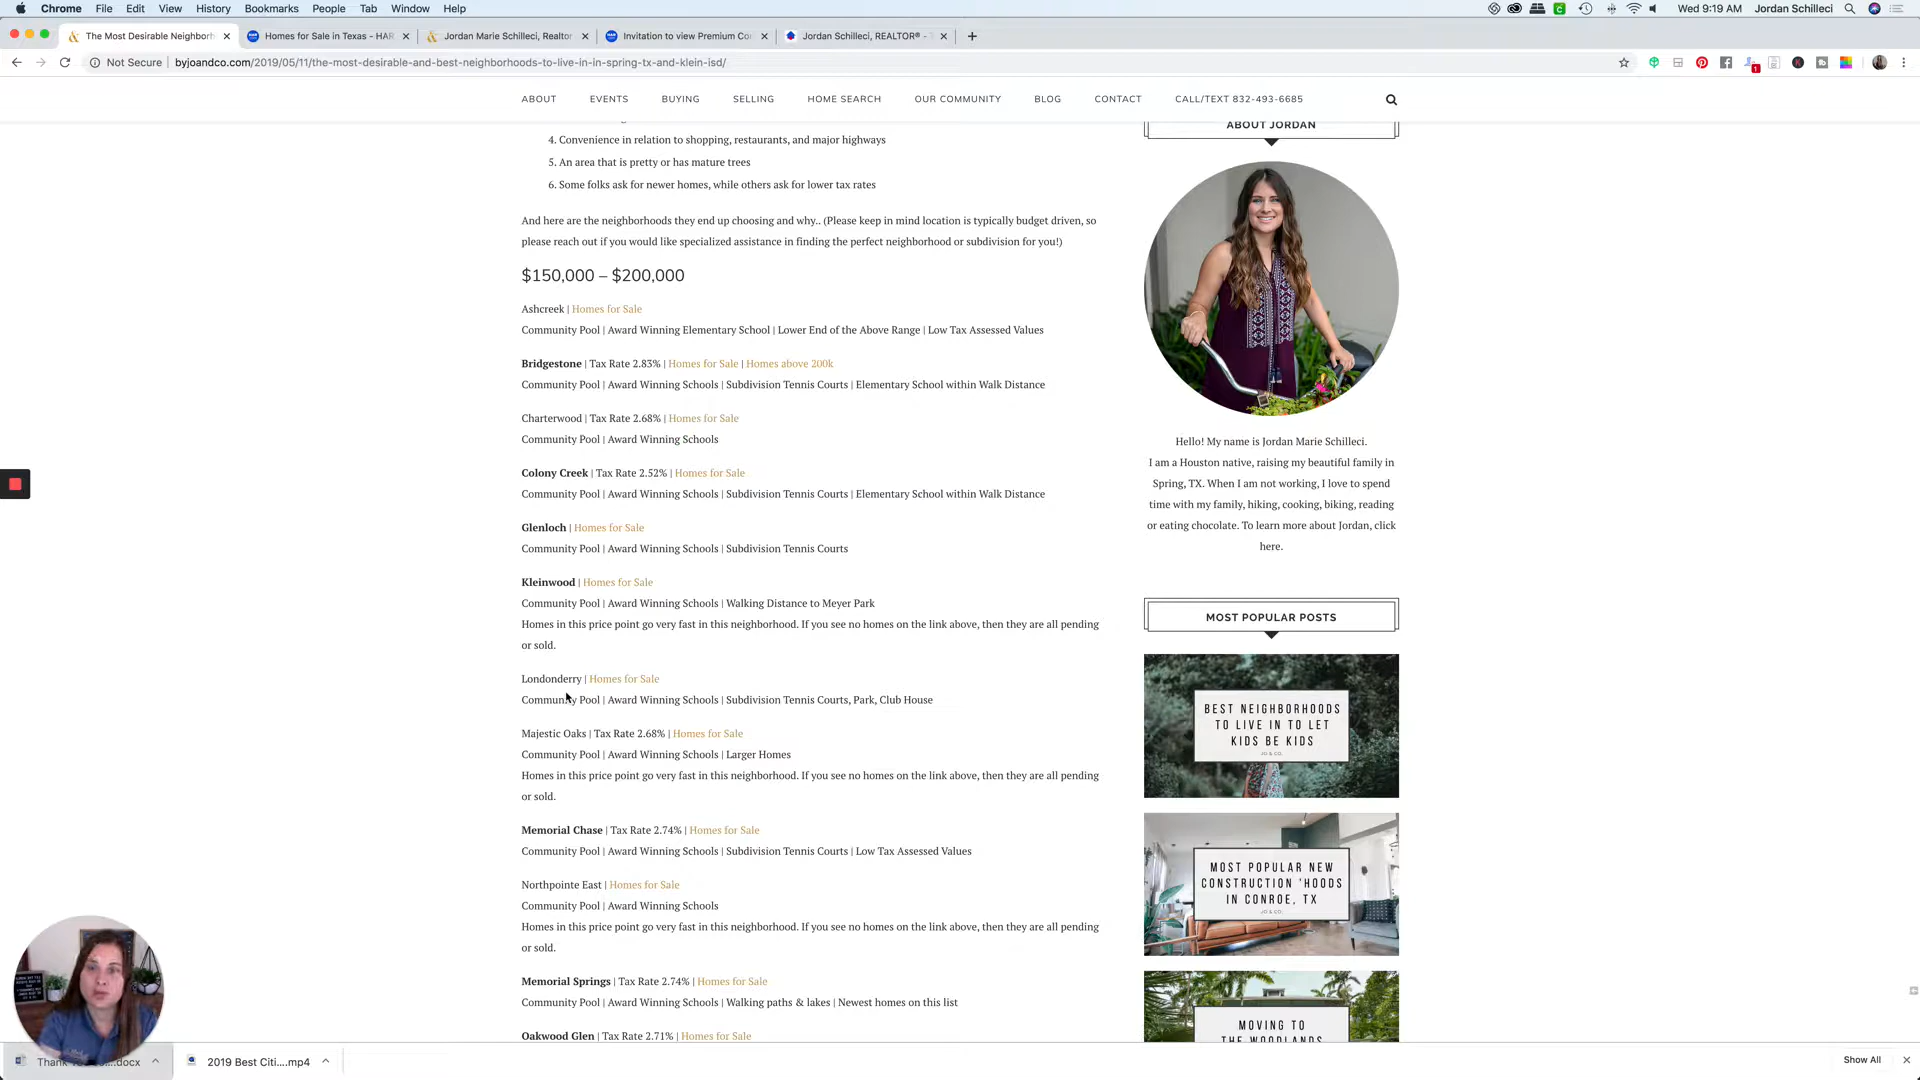 Chrome File Edit View History Bookmarks People Tab Window Help Wed 9:19 AM Jordan Schilleci
The Most Desirable Neighborh Homes for Sale in Texas - HAR Jordan Marie Schilleci, Realtor Invitation to view Premium Co Jordan Schilleci, REALTOR® -
Not Secure byjoandco.com/2019/05/11/the-most-desirable-and-best-neighborhoods-to-live-in-in-spring-tx-and-klein-isd/
ABOUT EVENTS BUYING SELLING HOME SEARCH OUR COMMUNITY BLOG CONTACT CALL/TEXT 832-493-6685
4. Convenience in relation to shopping, restaurants, and major highways
5. An area that is pretty or has mature trees
6. Some folks ask for newer homes, while others ask for lower tax rates
And here are the neighborhoods they end up choosing and why.. (Please keep in mind location is typically budget driven, so
please reach out if you would like specialized assistance in finding the perfect neighborhood or subdivision for you!)
$150,000 – $200,000
Ashcreek | Homes for Sale
Community Pool | Award Winning Elementary School | Lower End of the Above Range | Low Tax Assessed Values
Bridgestone | Tax Rate 2.83% | Homes for Sale | Homes above 200k
Community Pool | Award Winning Schools | Subdivision Tennis Courts | Elementary School within Walk Distance
Charterwood | Tax Rate 2.68% | Homes for Sale
Community Pool | Award Winning Schools
Colony Creek | Tax Rate 2.52% | Homes for Sale
Community Pool | Award Winning Schools | Subdivision Tennis Courts | Elementary School within Walk Distance
Glenloch | Homes for Sale
Community Pool | Award Winning Schools | Subdivision Tennis Courts
Kleinwood | Homes for Sale
Community Pool | Award Winning Schools | Walking Distance to Meyer Park
Homes in this price point go very fast in this neighborhood. If you see no homes on the link above, then they are all pending
or sold.
Londonderry | Homes for Sale
Community Pool | Award Winning Schools | Subdivision Tennis Courts, Park, Club House
Majestic Oaks | Tax Rate 2.68% | Homes for Sale
Community Pool | Award Winning Schools | Larger Homes
Homes in this price point go very fast in this neighborhood. If you see no homes on the link above, then they are all pending
or sold.
Memorial Chase | Tax Rate 2.74% | Homes for Sale
Community Pool | Award Winning Schools | Subdivision Tennis Courts | Low Tax Assessed Values
Northpointe East | Homes for Sale
Community Pool | Award Winning Schools
Homes in this price point go very fast in this neighborhood. If you see no homes on the link above, then they are all pending
or sold.
Memorial Springs | Tax Rate 2.74% | Homes for Sale
Community Pool | Award Winning Schools | Walking paths & lakes | Newest homes on this list
Oakwood Glen | Tax Rate 2.71% | Homes for Sale
ABOUT JORDAN
Hello! My name is Jordan Marie Schilleci.
I am a Houston native, raising my beautiful family in
Spring, TX. When I am not working, I love to spend
time with my family, hiking, cooking, biking, reading
or eating chocolate. To learn more about Jordan, click
here.
MOST POPULAR POSTS
BEST NEIGHBORHOODS
TO LIVE IN TO LET
KIDS BE KIDS
JO & CO.
MOST POPULAR NEW
CONSTRUCTION 'HOODS
IN CONROE, TX
JO & CO.
MOVING TO
THE WOODLANDS
Thank .docx 2019 Best Citi....mp4 Show All